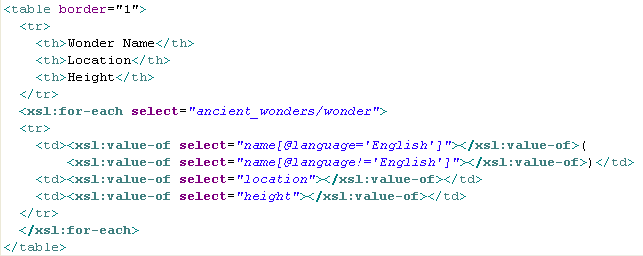 <table border="1">
  <tr>
    <th>Wonder Name</th>
    <th>Location</th>
    <th>Height</th>
  </tr>
  <xsl:for-each select="ancient_wonders/wonder">
  <tr>
    <td><xsl:value-of select="name[@language='English']"></xsl:value-of>(
        <xsl:value-of select="name[@language!='English']"></xsl:value-of>)</td>
    <td><xsl:value-of select="location"></xsl:value-of></td>
    <td><xsl:value-of select="height"></xsl:value-of></td>
  </tr>
  </xsl:for-each>
</table>